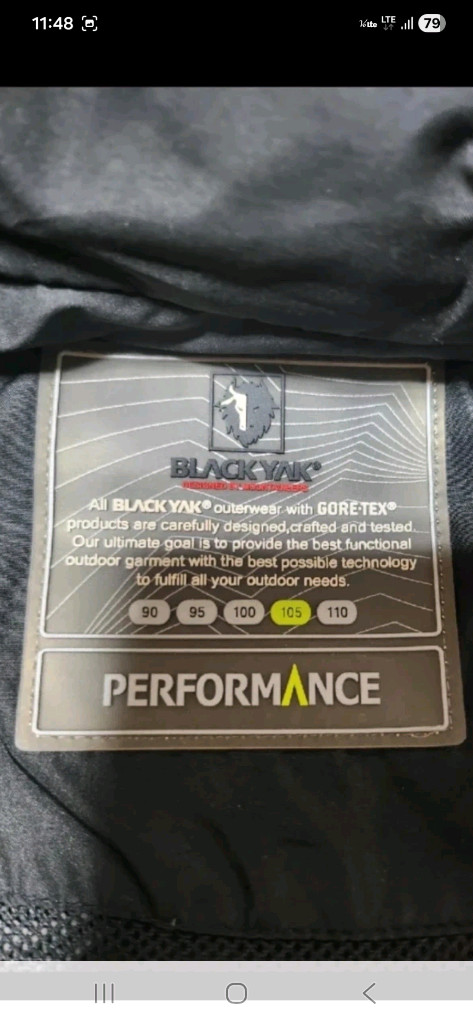 11:48
LTE
79
BLACKYAK®
All BLACKYAK® outerwear with GORE-TEX®
products are carefully designed,crafted and tested.
Our ultimate goal is to provide the best functional
outdoor garment with the best possible technology
to fulfill all your outdoor needs.
90 95 100 105 110
PERFORMANCE